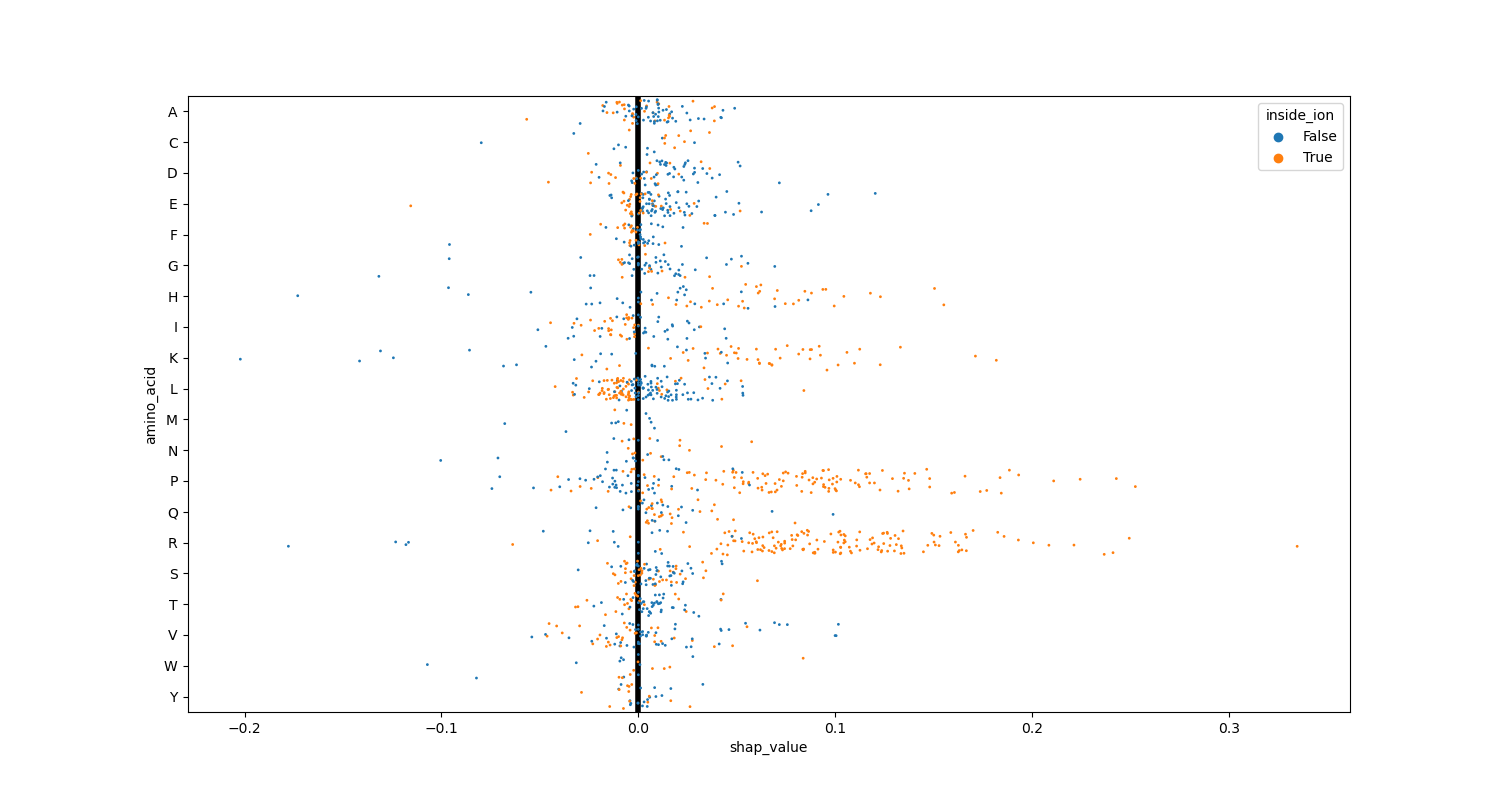 inside_ion
False
True
A
C
D
E
F
G
H
I
K
L
M
N
P
Q
R
S
T
V
W
Y
amino_acid
−0.2 −0.1 0.0 0.1 0.2 0.3
shap_value